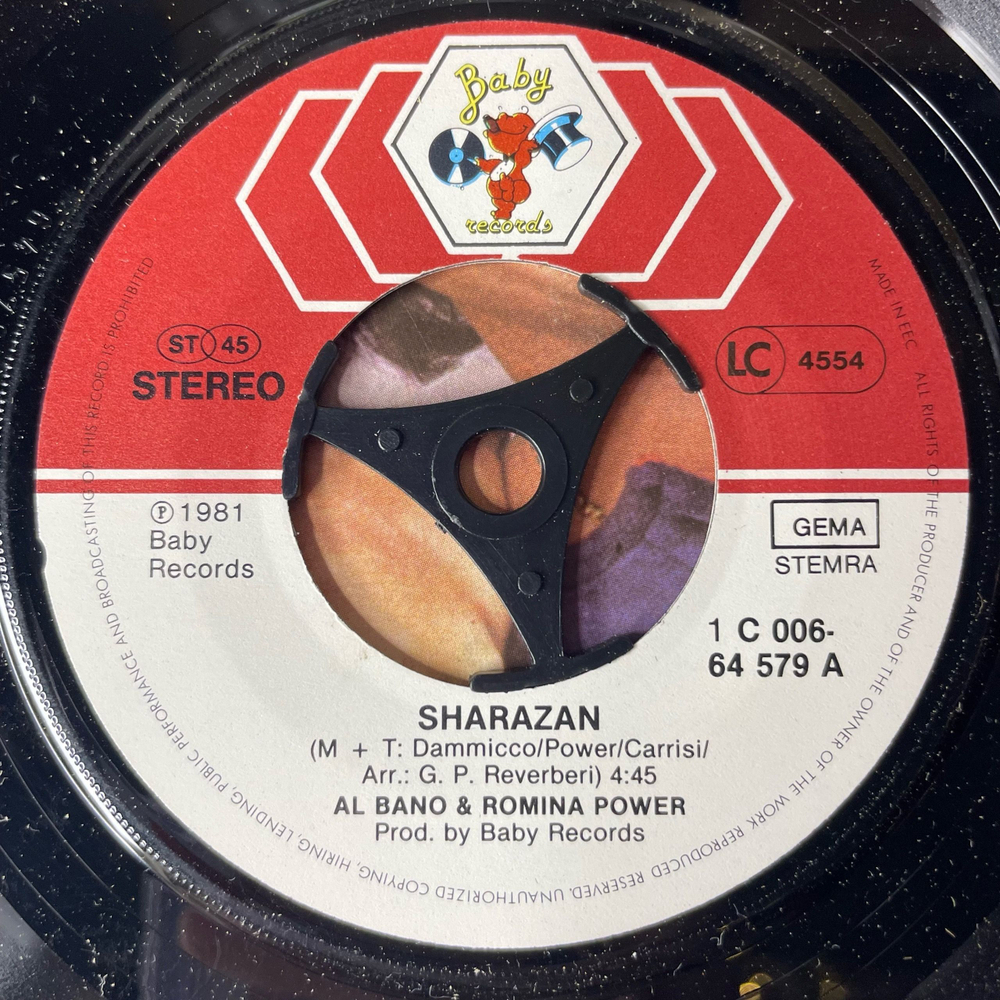 Baby
records
ST 45
STEREO
LC 4554
℗ 1981
Baby
Records
GEMA
STEMRA
1 C 006-
64 579 A
SHARAZAN
(M + T: Dammicco/Power/Carrisi/
Arr.: G. P. Reverberi) 4:45
AL BANO & ROMINA POWER
Prod. by Baby Records
MADE IN EEC ALL RIGHTS OF THE PRODUCER AND OF THE OWNER OF THE WORK REPRODUCED RESERVED. UNAUTHORIZED COPYING, HIRING, LENDING, PUBLIC PERFORMANCE AND BROADCASTING OF THIS RECORD IS PROHIBITED